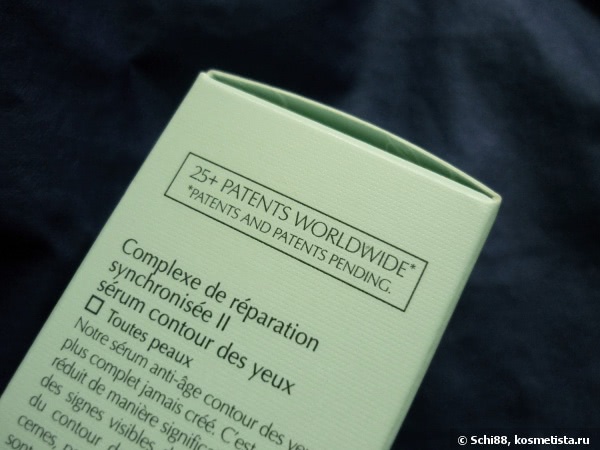 25+ PATENTS WORLDWIDE*
*PATENTS AND PATENTS PENDING.
Complexe de réparation
synchronisée II
sérum contour des yeux
☐ Toutes peaux
Notre sérum anti-âge contour des
plus complet jamais créé. C'est
réduit de manière
des signes visibles
du contour
cernes,
© Schi88, kosmetista.ru